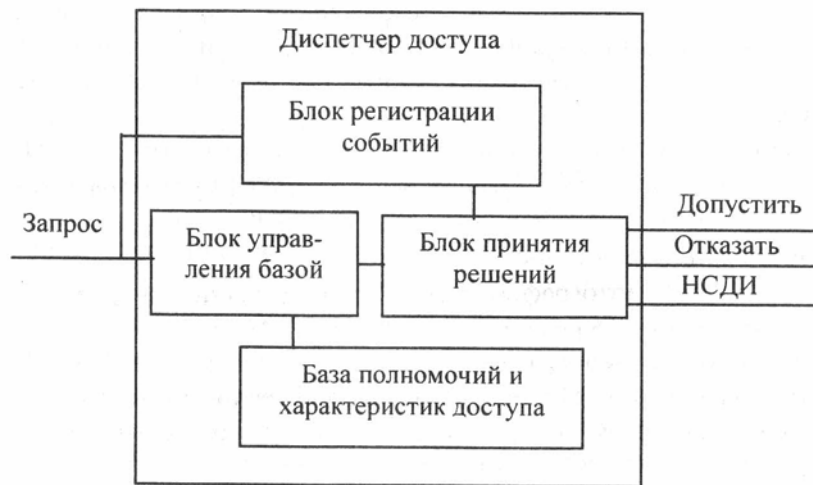 Диспетчер доступа
Блок регистрации
событий
Запрос
Блок управ-
ления базой
Блок принятия
решений
Допустить
Отказать
НСДИ
База полномочий и
характеристик доступа